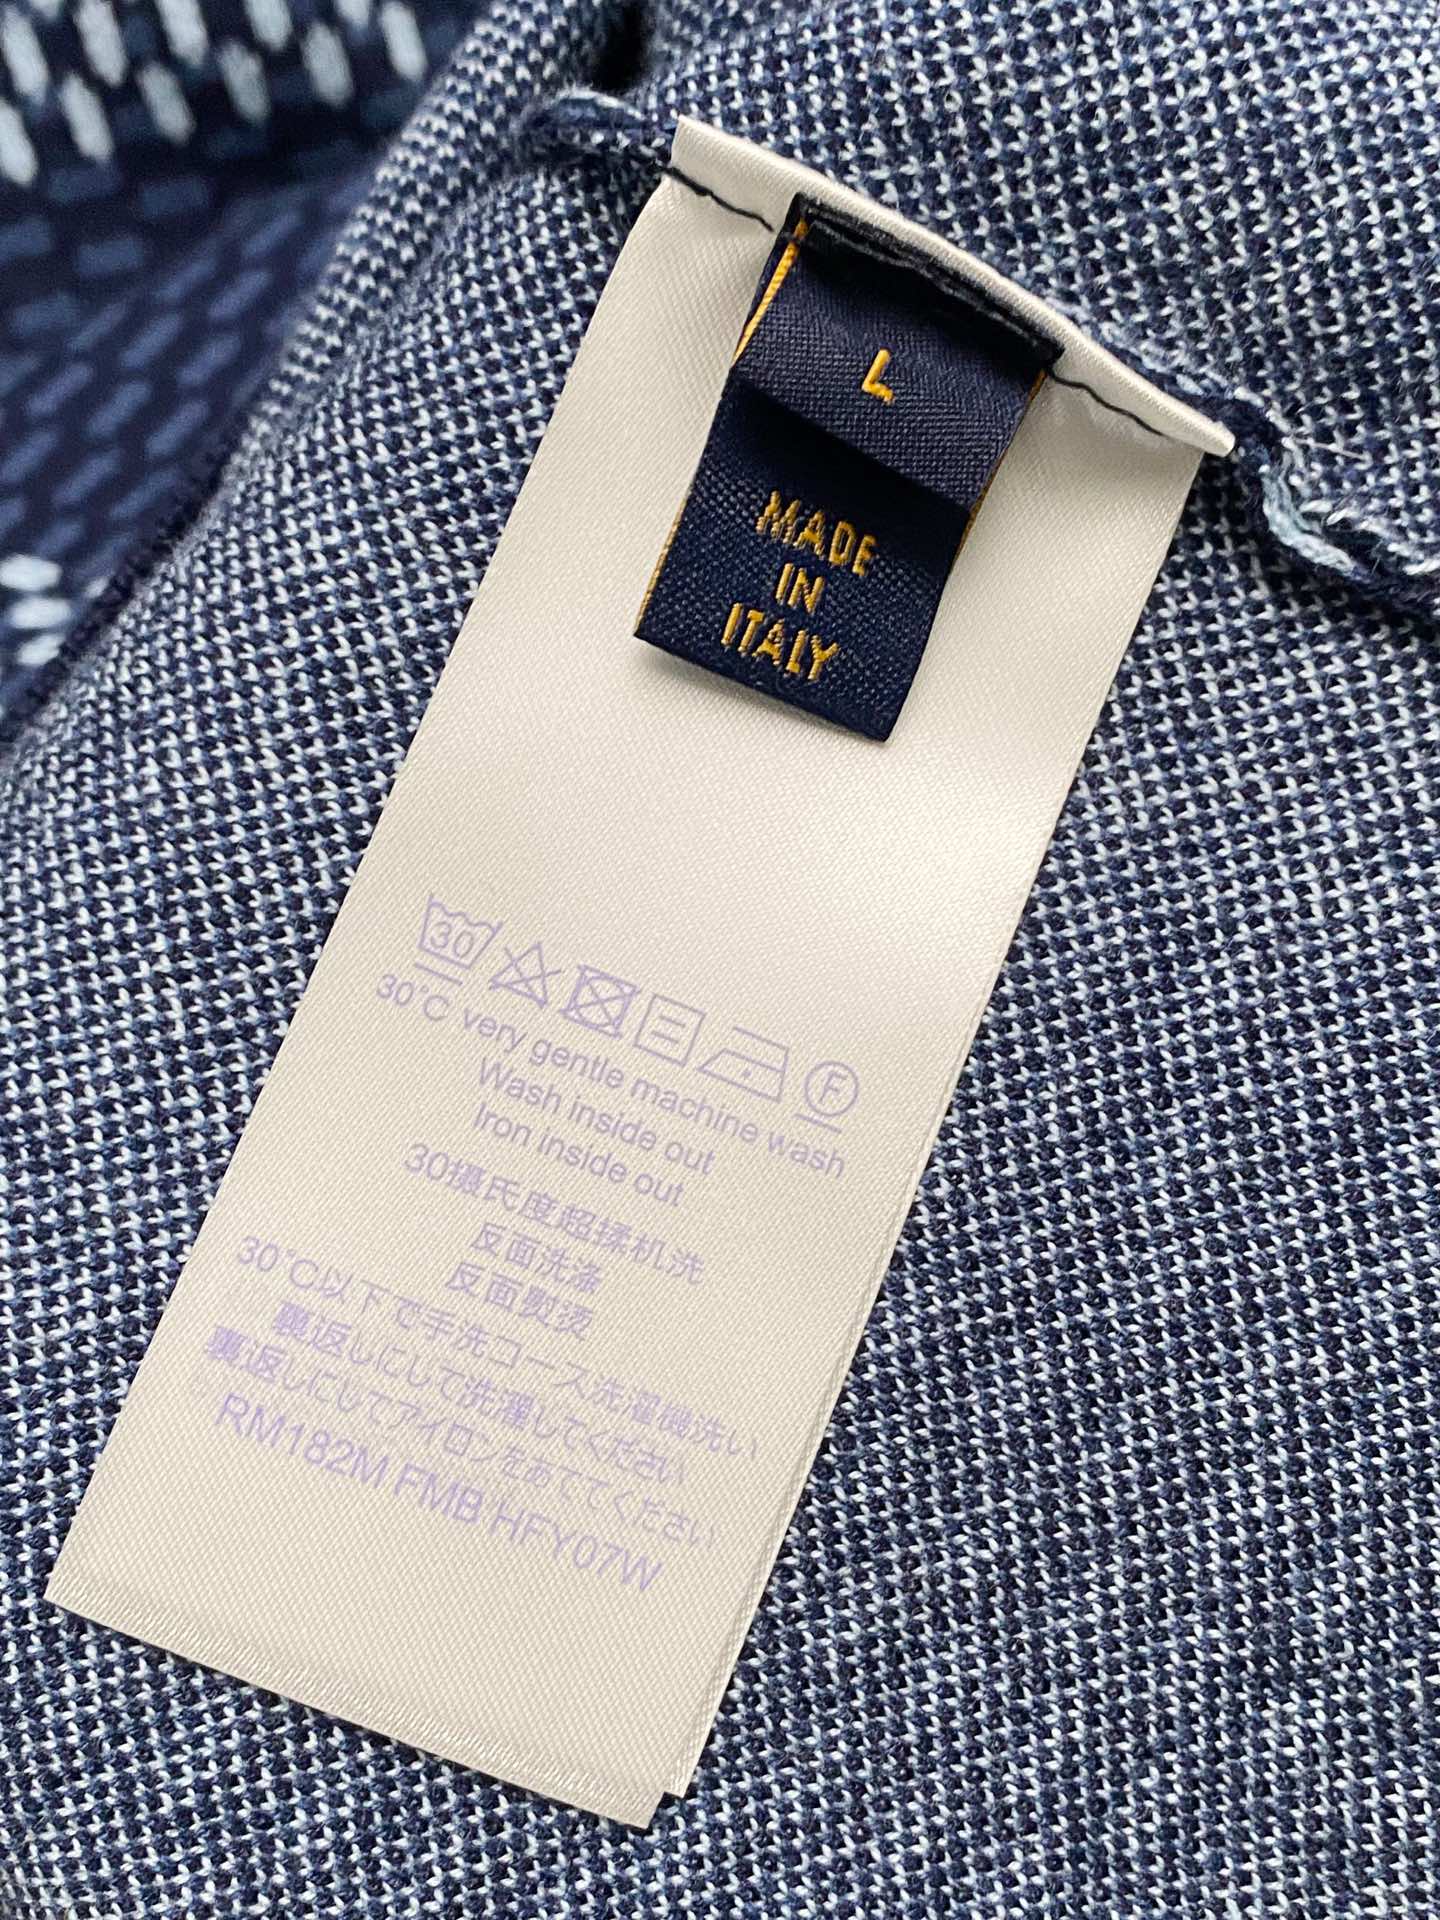 L
MADE
IN
ITALY
30 F
30°C very gentle machine wash
Wash inside out
Iron inside out
30摄氏度超揉机洗
反面洗涤
反面熨烫
30°C以下で手洗コース洗濯機洗い
裏返しにして洗濯してください
裏返しにしてアイロンをあててください
RM182M FMB HFY07W